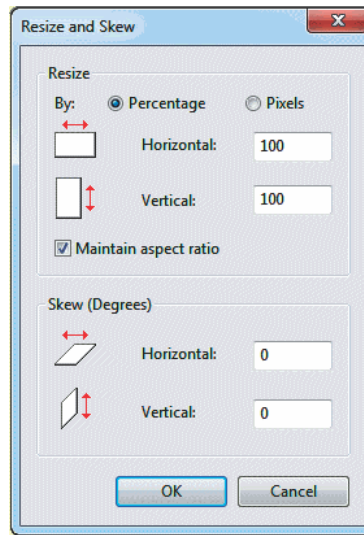 Resize and Skew
Resize
By: Percentage Pixels
Horizontal: 100
Vertical: 100
Maintain aspect ratio
Skew (Degrees)
Horizontal: 0
Vertical: 0
OK Cancel